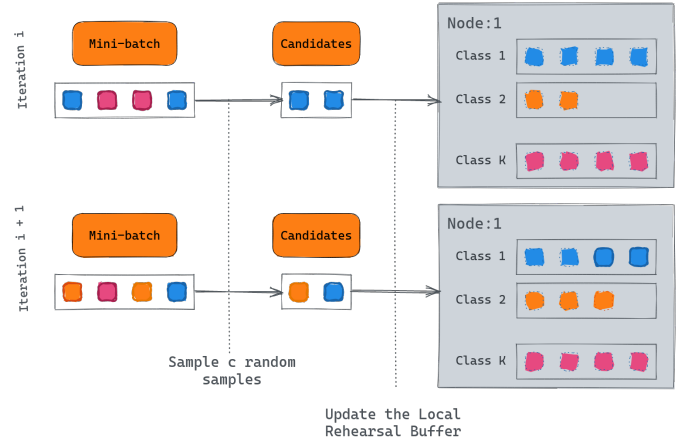 Iteration i
Mini-batch
Candidates
Node:1
Class 1
Class 2
Class K
Iteration i + 1
Mini-batch
Candidates
Node:1
Class 1
Class 2
Class K
Sample c random
samples
Update the Local
Rehearsal Buffer